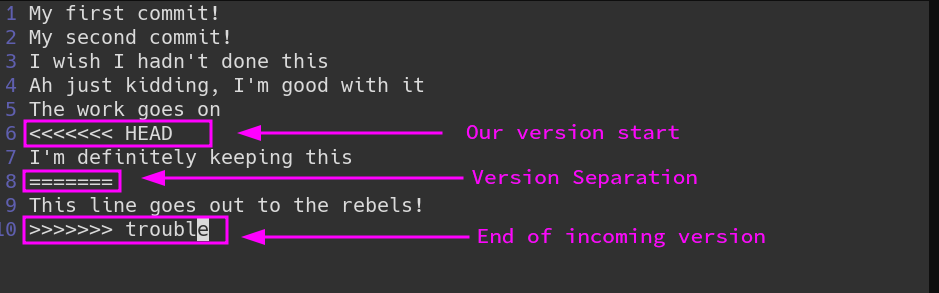 1 My first commit!
2 My second commit!
3 I wish I hadn't done this
4 Ah just kidding, I'm good with it
5 The work goes on
6 <<<<<<< HEAD Our version start
7 I'm definitely keeping this
8 ======= Version Separation
9 This line goes out to the rebels!
10 >>>>>>> trouble End of incoming version